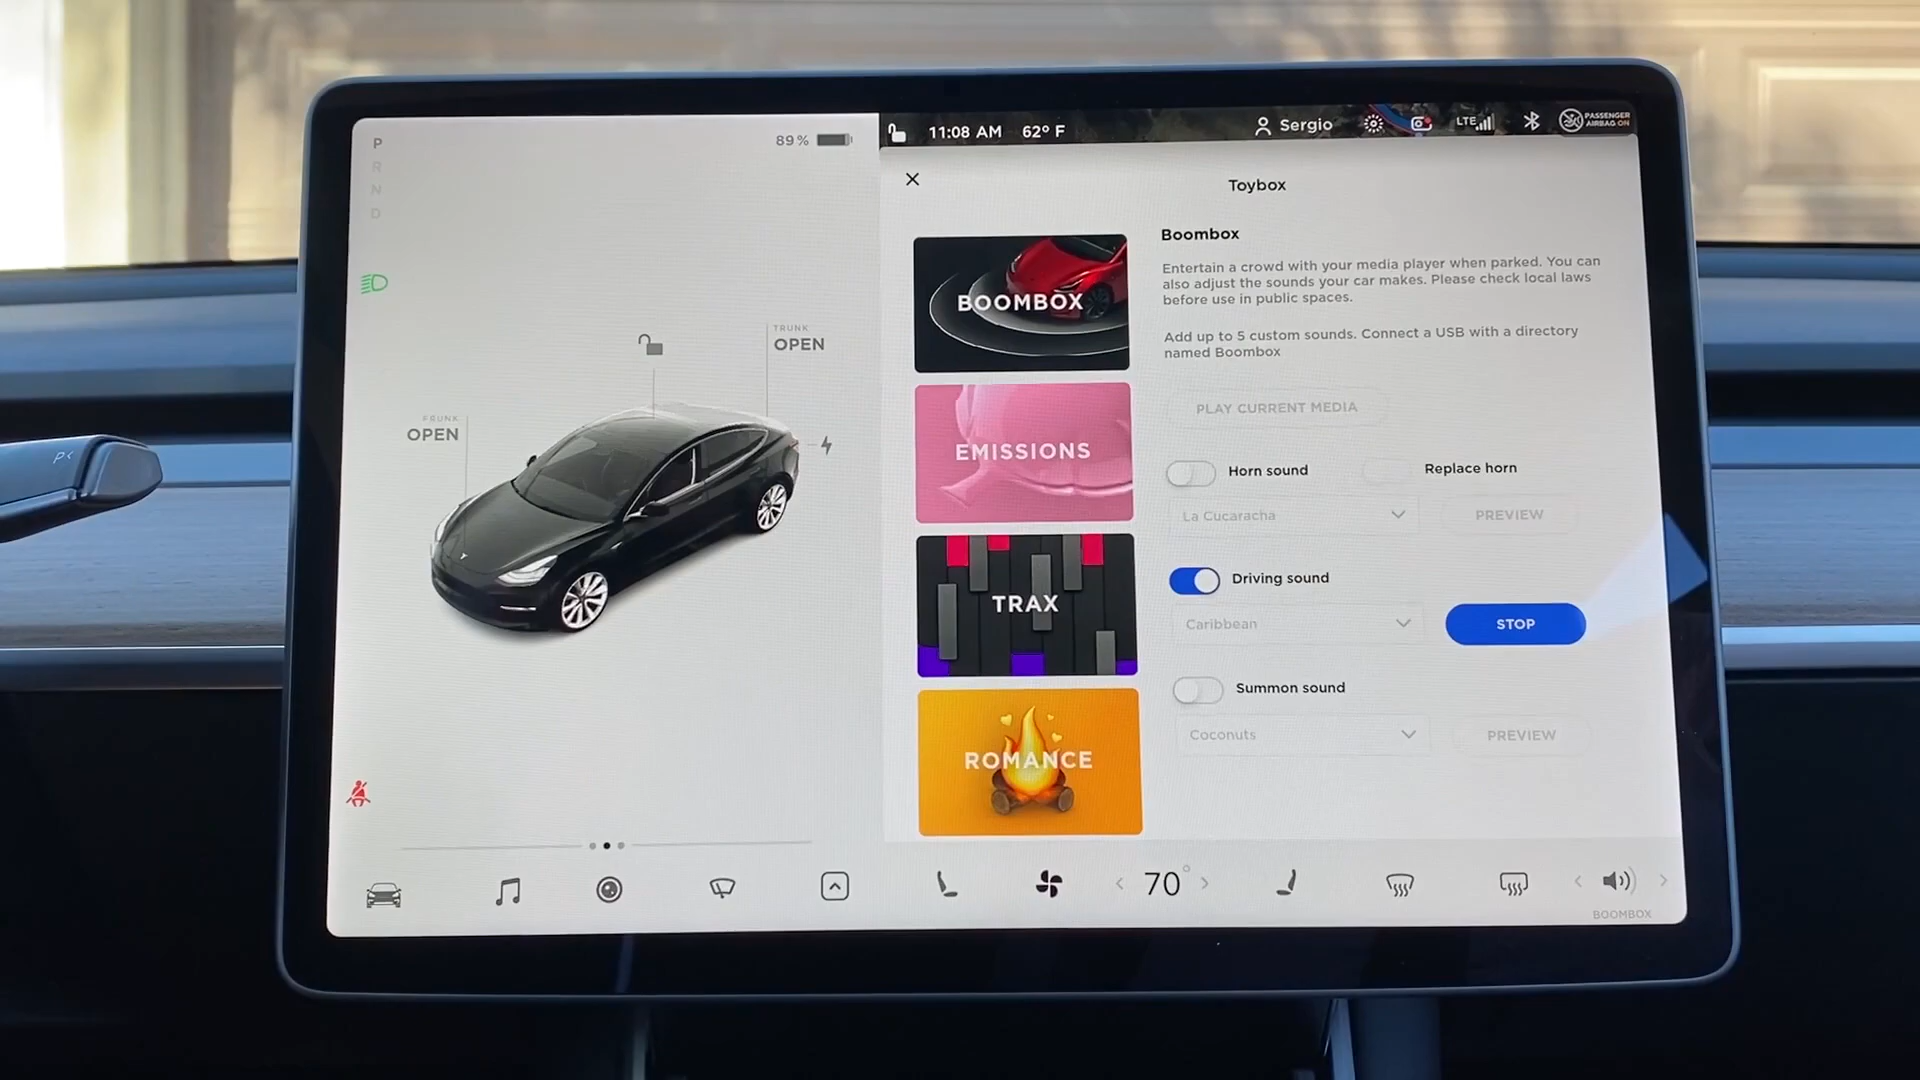 P
R
N
D
89%
TRUNK
OPEN
FRUNK
OPEN
11:08 AM 62° F
Sergio
LTE
PASSENGER
AIRBAG ON
Toybox
BOOMBOX
EMISSIONS
TRAX
ROMANCE
Boombox
Entertain a crowd with your media player when parked. You can
also adjust the sounds your car makes. Please check local laws
before use in public spaces.
Add up to 5 custom sounds. Connect a USB with a directory
named Boombox
PLAY CURRENT MEDIA
Horn sound Replace horn
La Cucaracha PREVIEW
Driving sound
Caribbean STOP
Summon sound
Coconuts PREVIEW
70°
BOOMBOX
P<